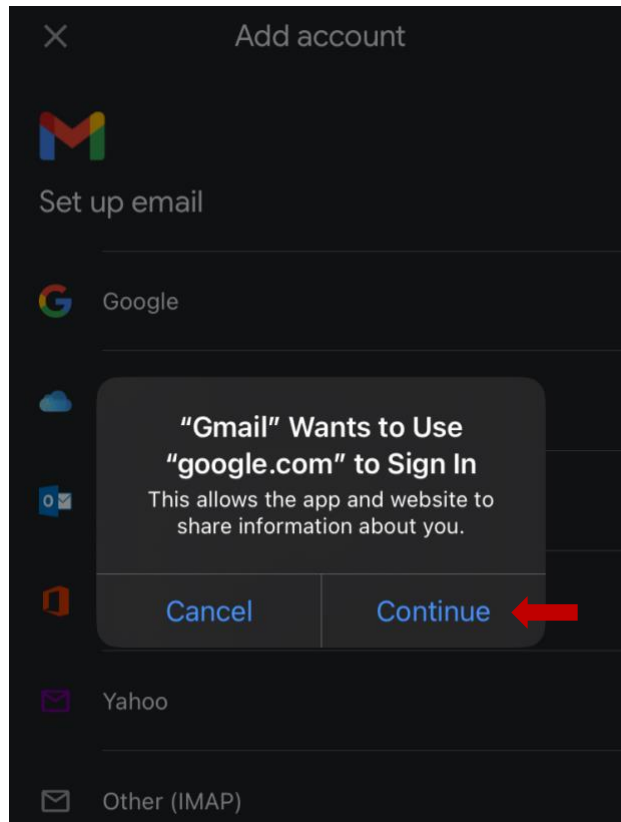 Add account
Set up email
Google
“Gmail” Wants to Use
“google.com” to Sign In
This allows the app and website to
share information about you.
Cancel
Continue
Yahoo
Other (IMAP)